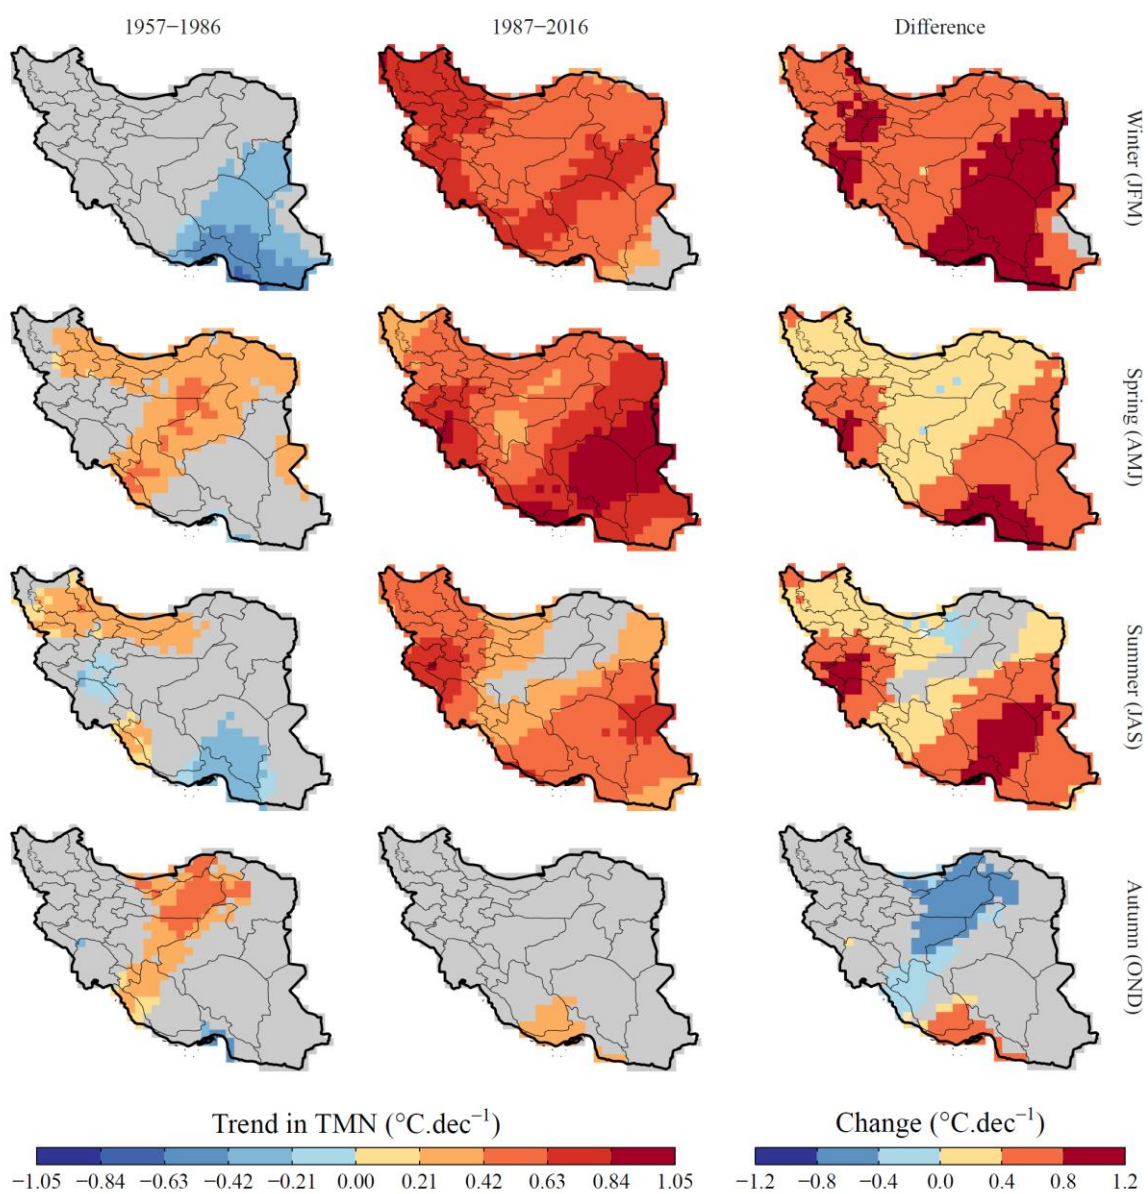 1957−1986 1987−2016 Difference
Winter (JFM)
Spring (AMJ)
Summer (JAS)
Autumn (OND)
Trend in TMN (°C.dec⁻¹) Change (°C.dec⁻¹)
−1.05 −0.84 −0.63 −0.42 −0.21 0.00 0.21 0.42 0.63 0.84 1.05 −1.2 −0.8 −0.4 0.0 0.4 0.8 1.2